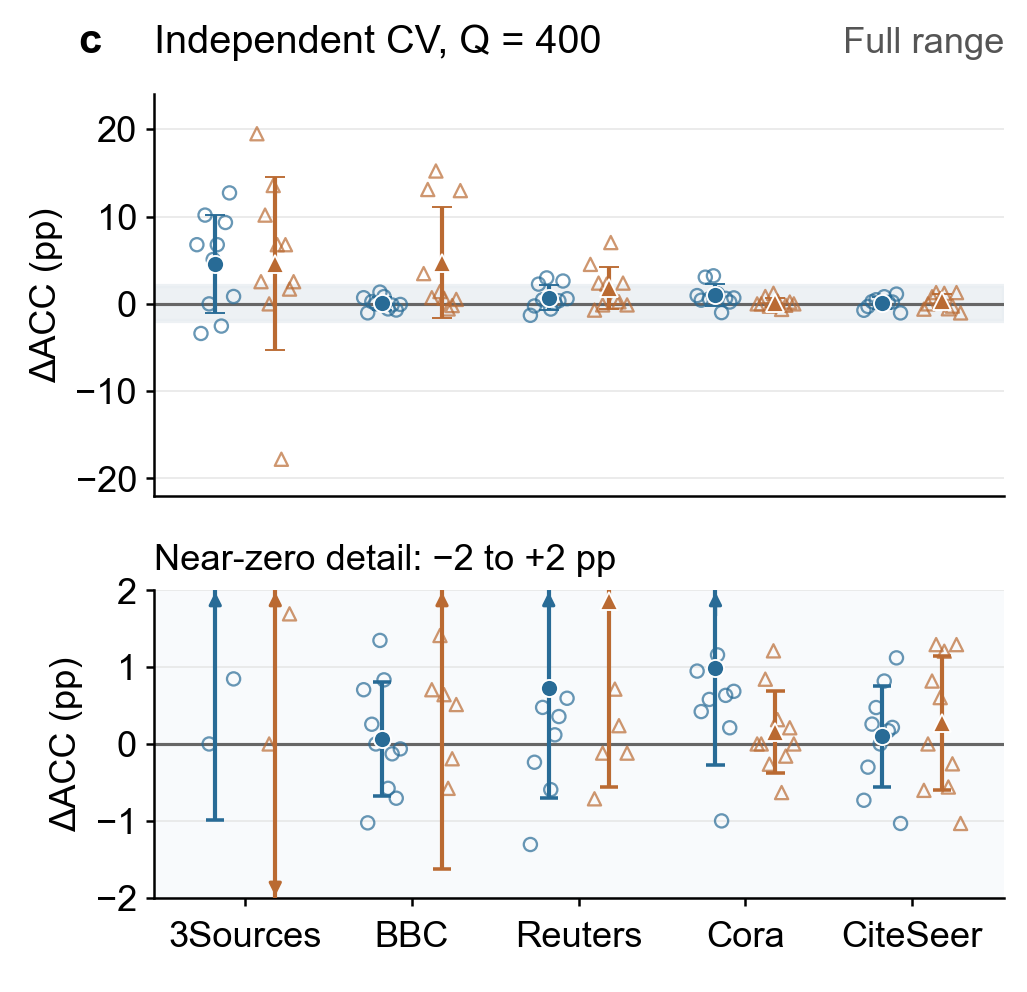 c Independent CV, Q = 400 Full range
20
10
0
−10
−20
ΔACC (pp)
Near-zero detail: −2 to +2 pp
2
1
0
−1
−2
ΔACC (pp)
3Sources BBC Reuters Cora CiteSeer